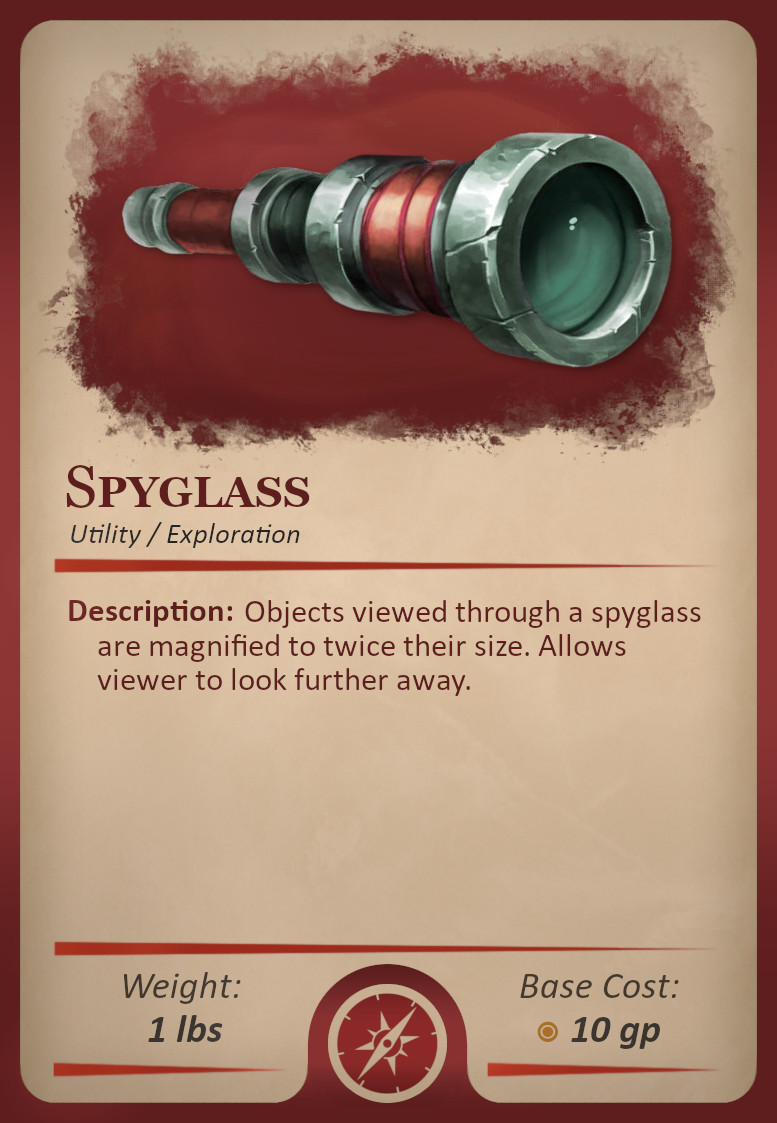 Spyglass
Utility / Exploration
Description: Objects viewed through a spyglass
are magnified to twice their size. Allows
viewer to look further away.
Weight:
1 lbs
Base Cost:
10 gp